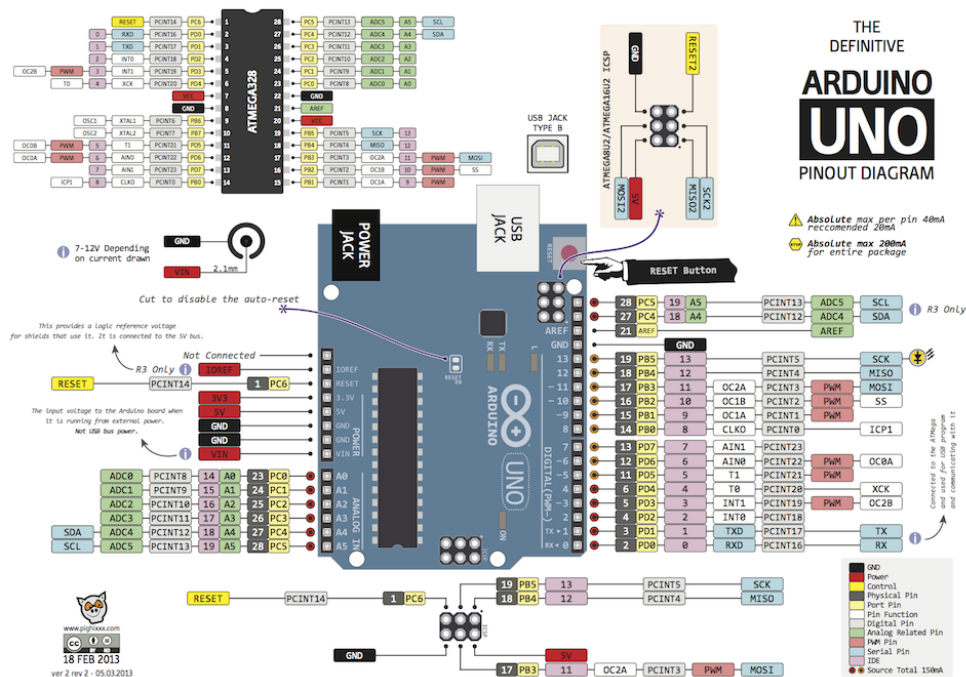 THE
DEFINITIVE
ARDUINO
UNO
PINOUT DIAGRAM
Absolute max per pin 40mA
reccomended 20mA
Absolute max 200mA
for entire package
ATMEGA328
RESET PCINT14 PC6 1
0 RXD PCINT16 PD0 2
1 TXD PCINT17 PD1 3
2 INT0 PCINT18 PD2 4
OC2B PWM 3 INT1 PCINT19 PD3 5
T0 4 XCK PCINT20 PD4 6
VCC 7
GND 8
OSC1 XTAL1 PCINT6 PB6 9
OSC2 XTAL2 PCINT7 PB7 10
OC0B PWM 5 T1 PCINT21 PD5 11
OC0A PWM 6 AIN0 PCINT22 PD6 12
7 AIN1 PCINT23 PD7 13
ICP1 8 CLKO PCINT0 PB0 14
28 PC5 PCINT13 ADC5 A5 SCL
27 PC4 PCINT12 ADC4 A4 SDA
26 PC3 PCINT11 ADC3 A3
25 PC2 PCINT10 ADC2 A2
24 PC1 PCINT9 ADC1 A1
23 PC0 PCINT8 ADC0 A0
22 GND
21 AREF
20 VCC
19 PB5 PCINT5 SCK 13
18 PB4 PCINT4 MISO 12
17 PB3 PCINT3 OC2A 11 PWM MOSI
16 PB2 PCINT2 OC1B 10 PWM SS
15 PB1 PCINT1 OC1A 9 PWM
USB JACK
TYPE B
ATMEGA8U2/ATMEGA16U2 ICSP
GND
RESET2
MOSI2
5V
MISO2
SCK2
7-12V Depending
on current drawn
GND
VIN
2.1mm
POWER
JACK
USB
JACK
RESET
RESET Button
Cut to disable the auto-reset
This provides a logic reference voltage
for shields that use it. It is connected to the 5V bus.
Not Connected
R3 Only IOREF
RESET PCINT14 1 PC6
3V3
5V
GND
GND
VIN
The input voltage to the Arduino board when
it is running from external power.
Not USB bus power.
ADC0 PCINT8 14 A0 23 PC0
ADC1 PCINT9 15 A1 24 PC1
ADC2 PCINT10 16 A2 25 PC2
ADC3 PCINT11 17 A3 26 PC3
SDA ADC4 PCINT12 18 A4 27 PC4
SCL ADC5 PCINT13 19 A5 28 PC5
IOREF
RESET
3.3V
5V
GND
GND
VIN
POWER
A0
A1
A2
A3
A4
A5
ANALOG IN
RESET
EN
RX
TX
L
ARDUINO
UNO
ON
ICSP
AREF
GND
13
12
~11
~10
~9
8
7
~6
~5
4
~3
2
TX ▸ 1
RX ◂ 0
DIGITAL(PWM~)
28 PC5 19 A5 PCINT13 ADC5 SCL
R3 Only
27 PC4 18 A4 PCINT12 ADC4 SDA
21 AREF AREF
GND
19 PB5 13 PCINT5 SCK
18 PB4 12 PCINT4 MISO
17 PB3 11 OC2A PCINT3 PWM MOSI
16 PB2 10 OC1B PCINT2 PWM SS
15 PB1 9 OC1A PCINT1 PWM
14 PB0 8 CLKO PCINT0 ICP1
13 PD7 7 AIN1 PCINT23
12 PD6 6 AIN0 PCINT22 PWM OC0A
11 PD5 5 T1 PCINT21 PWM
6 PD4 4 T0 PCINT20 XCK
5 PD3 3 INT1 PCINT19 PWM OC2B
4 PD2 2 INT0 PCINT18
3 PD1 1 TXD PCINT17 TX
2 PD0 0 RXD PCINT16 RX
Connected to the ATMega
and used for USB program
and communicating with it
RESET PCINT14 1 PC6
GND
ICSP
19 PB5 13 PCINT5 SCK
18 PB4 12 PCINT4 MISO
5V
17 PB3 11 OC2A PCINT3 PWM MOSI
GND
Power
Control
Physical Pin
Port Pin
Pin Function
Digital Pin
Analog Related Pin
PWM Pin
Serial Pin
IDE
Source Total 150mA
www.pighixxx.com
cc
BY
ND
18 FEB 2013
ver 2 rev 2 - 05.03.2013